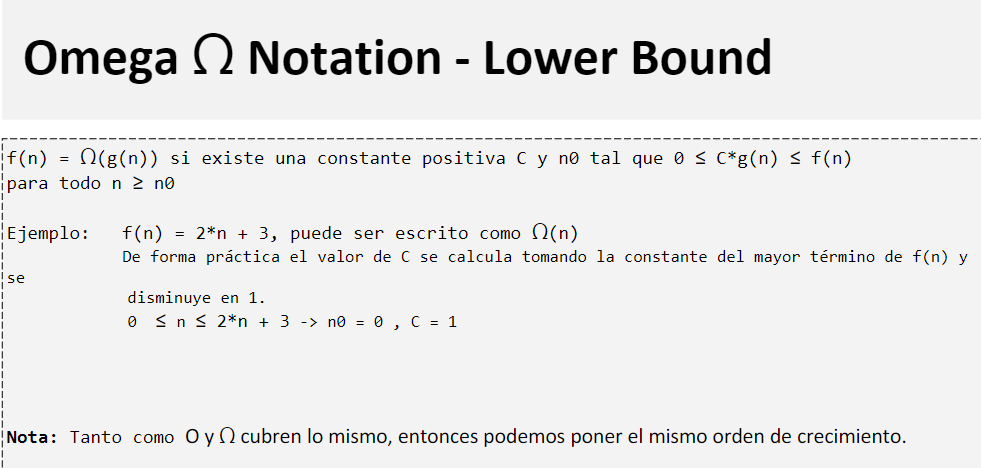 Omega Ω Notation - Lower Bound
f(n) = Ω(g(n)) si existe una constante positiva C y n0 tal que 0 ≤ C*g(n) ≤ f(n)
para todo n ≥ n0
Ejemplo: f(n) = 2*n + 3, puede ser escrito como Ω(n)
De forma práctica el valor de C se calcula tomando la constante del mayor término de f(n) y
se
disminuye en 1.
0 ≤ n ≤ 2*n + 3 -> n0 = 0 , C = 1
Nota: Tanto como O y Ω cubren lo mismo, entonces podemos poner el mismo orden de crecimiento.